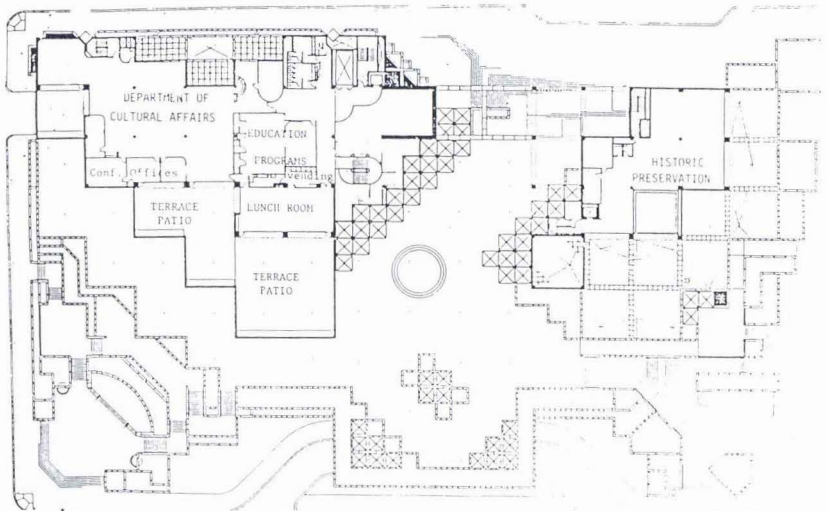 DEPARTMENT OF
CULTURAL AFFAIRS
EDUCATION
PROGRAMS
Conf. Offices
Vending
LUNCH ROOM
TERRACE
PATIO
TERRACE
PATIO
HISTORIC
PRESERVATION